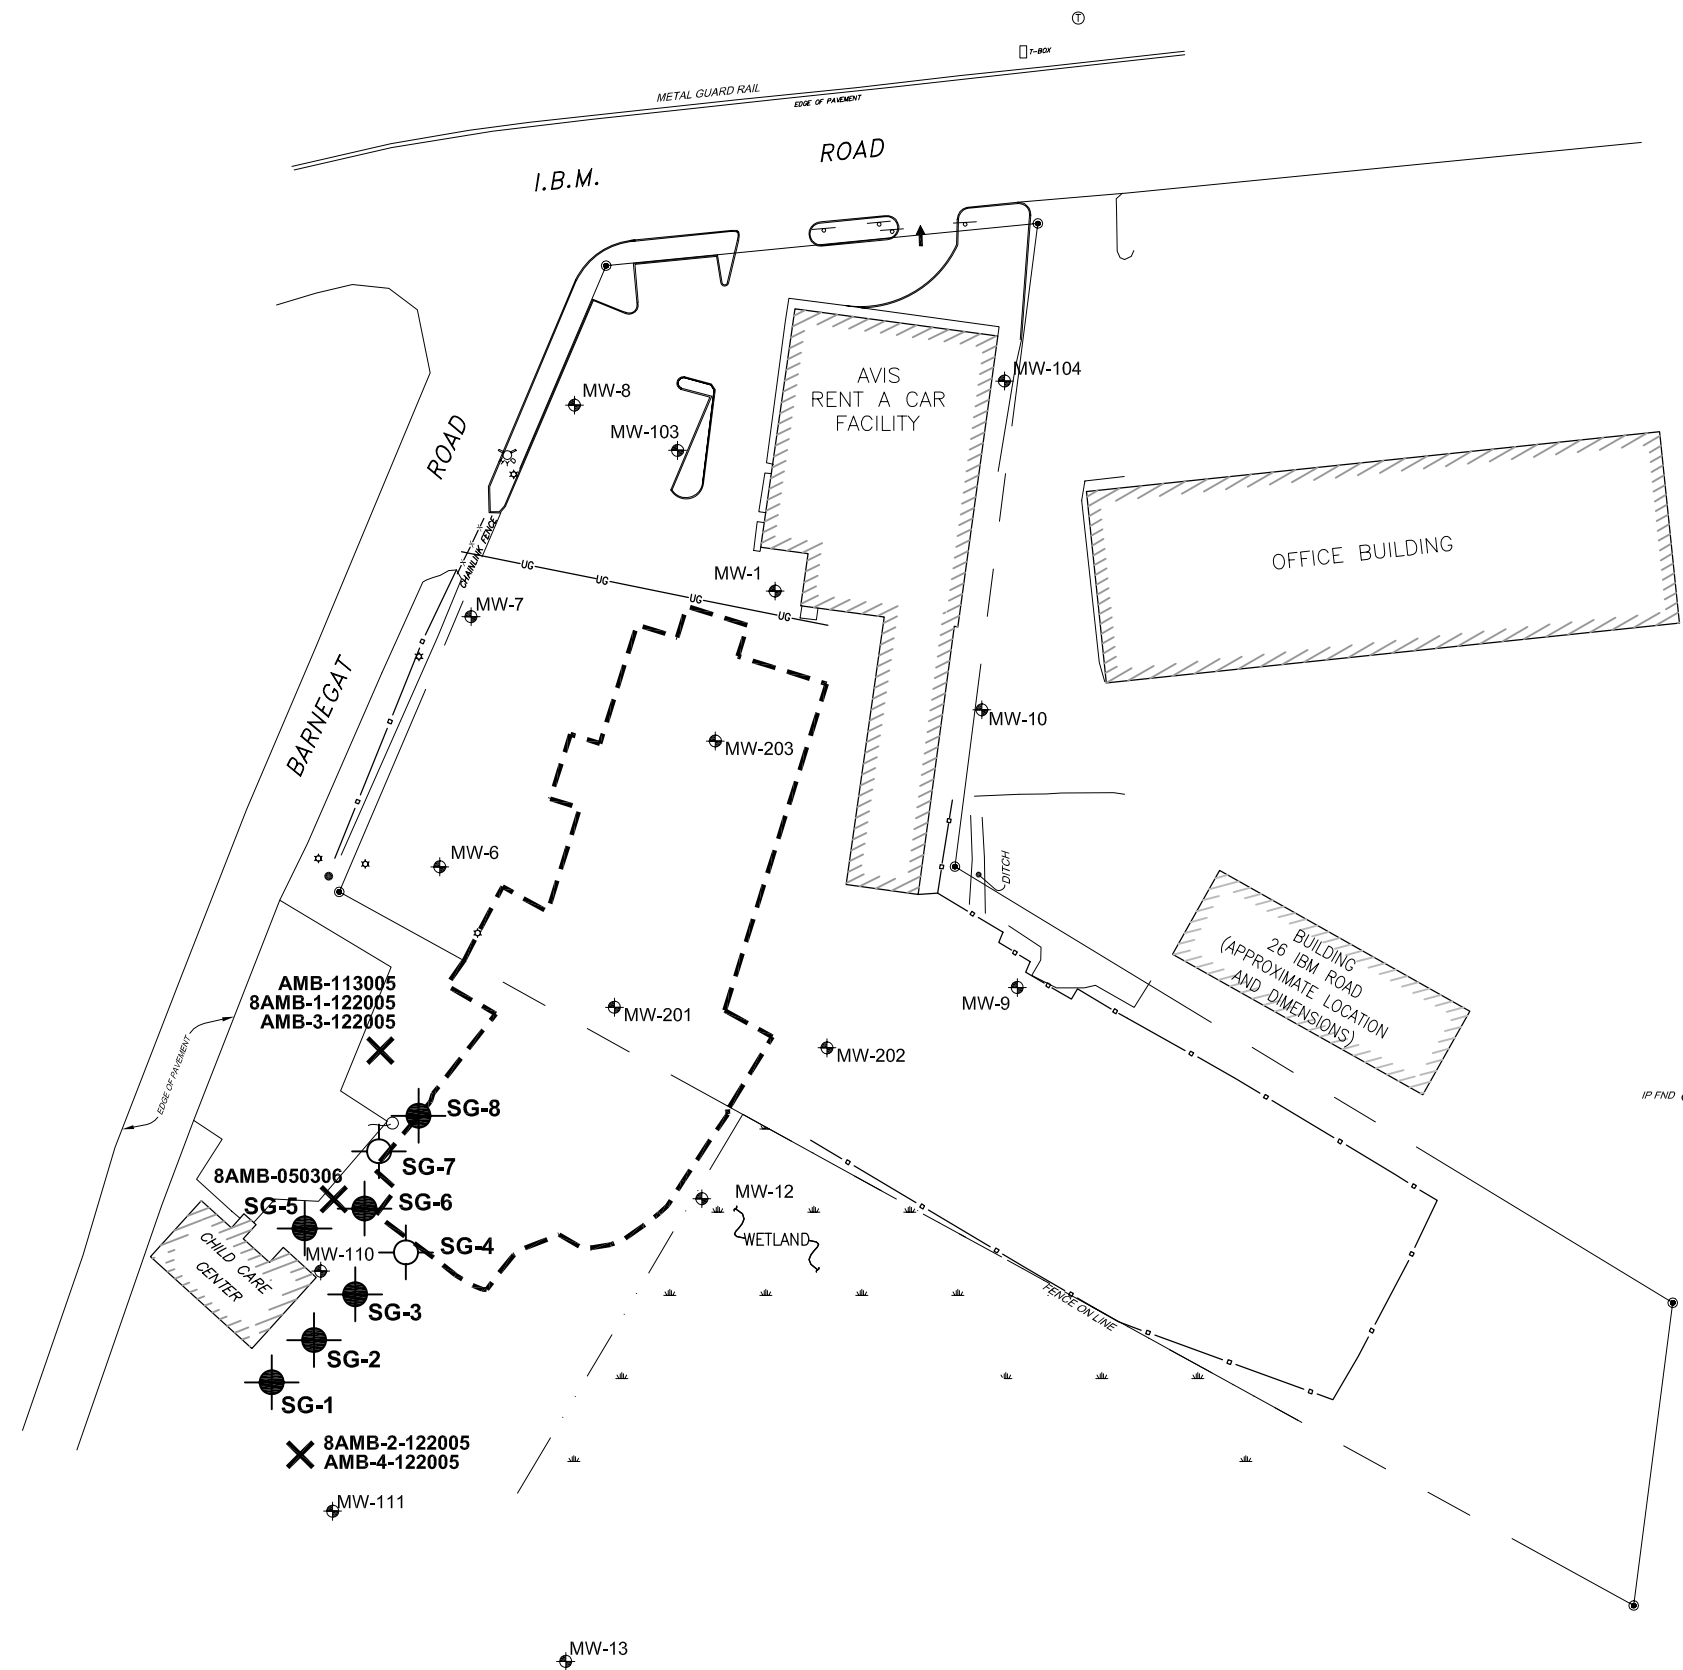 T
T-BOX
METAL GUARD RAIL
EDGE OF PAVEMENT
ROAD
I.B.M.
AVIS
RENT A CAR
FACILITY
MW-104
MW-8
MW-103
ROAD
CHAINLINK FENCE
UG
UG
UG
UG
OFFICE BUILDING
MW-1
MW-7
BARNEGAT
MW-10
MW-203
MW-6
DITCH
BUILDING
26 IBM ROAD
(APPROXIMATE LOCATION
AND DIMENSIONS)
AMB-113005
8AMB-1-122005
AMB-3-122005
MW-9
MW-201
MW-202
EDGE OF PAVEMENT
IP FND
SG-8
SG-7
8AMB-050306
SG-5
SG-6
MW-12
WETLAND
SG-4
CHILD CARE
CENTER
MW-110
SG-3
FENCE ON LINE
SG-2
SG-1
8AMB-2-122005
AMB-4-122005
MW-111
MW-13